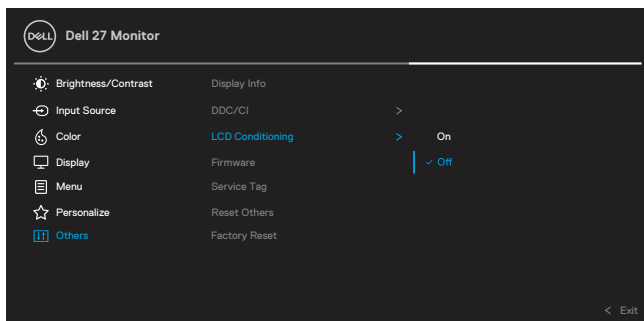 DELL Dell 27 Monitor
Brightness/Contrast Display Info
Input Source DDC/CI >
Color LCD Conditioning > On
Display Firmware ✓ Off
Menu Service Tag
Personalize Reset Others
Others Factory Reset
< Exit